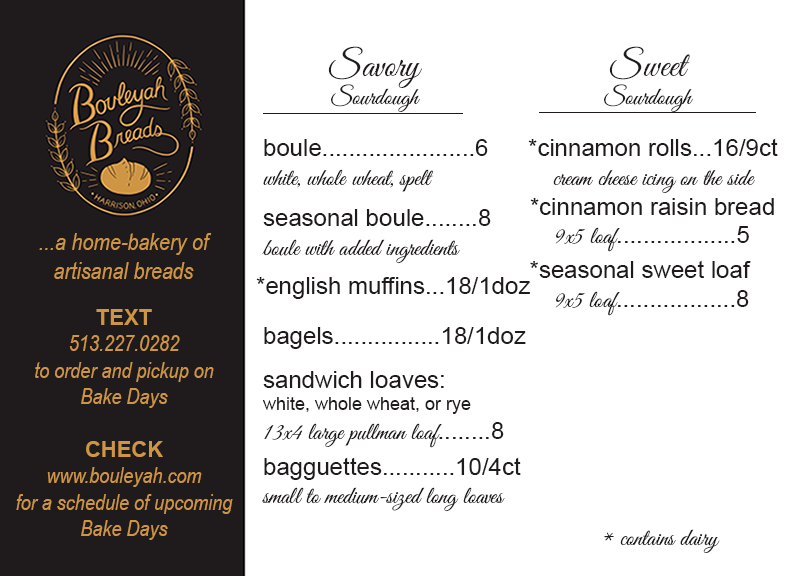 Bouleyah
Breads
• HARRISON, OHIO •
...a home-bakery of
artisanal breads
TEXT
513.227.0282
to order and pickup on
Bake Days
CHECK
www.bouleyah.com
for a schedule of upcoming
Bake Days
Savory
Sourdough
boule.......................6
white, whole wheat, spelt
seasonal boule........8
boule with added ingredients
*english muffins...18/1doz
bagels................18/1doz
sandwich loaves:
white, whole wheat, or rye
13x4 large pullman loaf........8
bagguettes...........10/4ct
small to medium-sized long loaves
Sweet
Sourdough
*cinnamon rolls...16/9ct
cream cheese icing on the side
*cinnamon raisin bread
9x5 loaf..................5
*seasonal sweet loaf
9x5 loaf..................8
* contains dairy